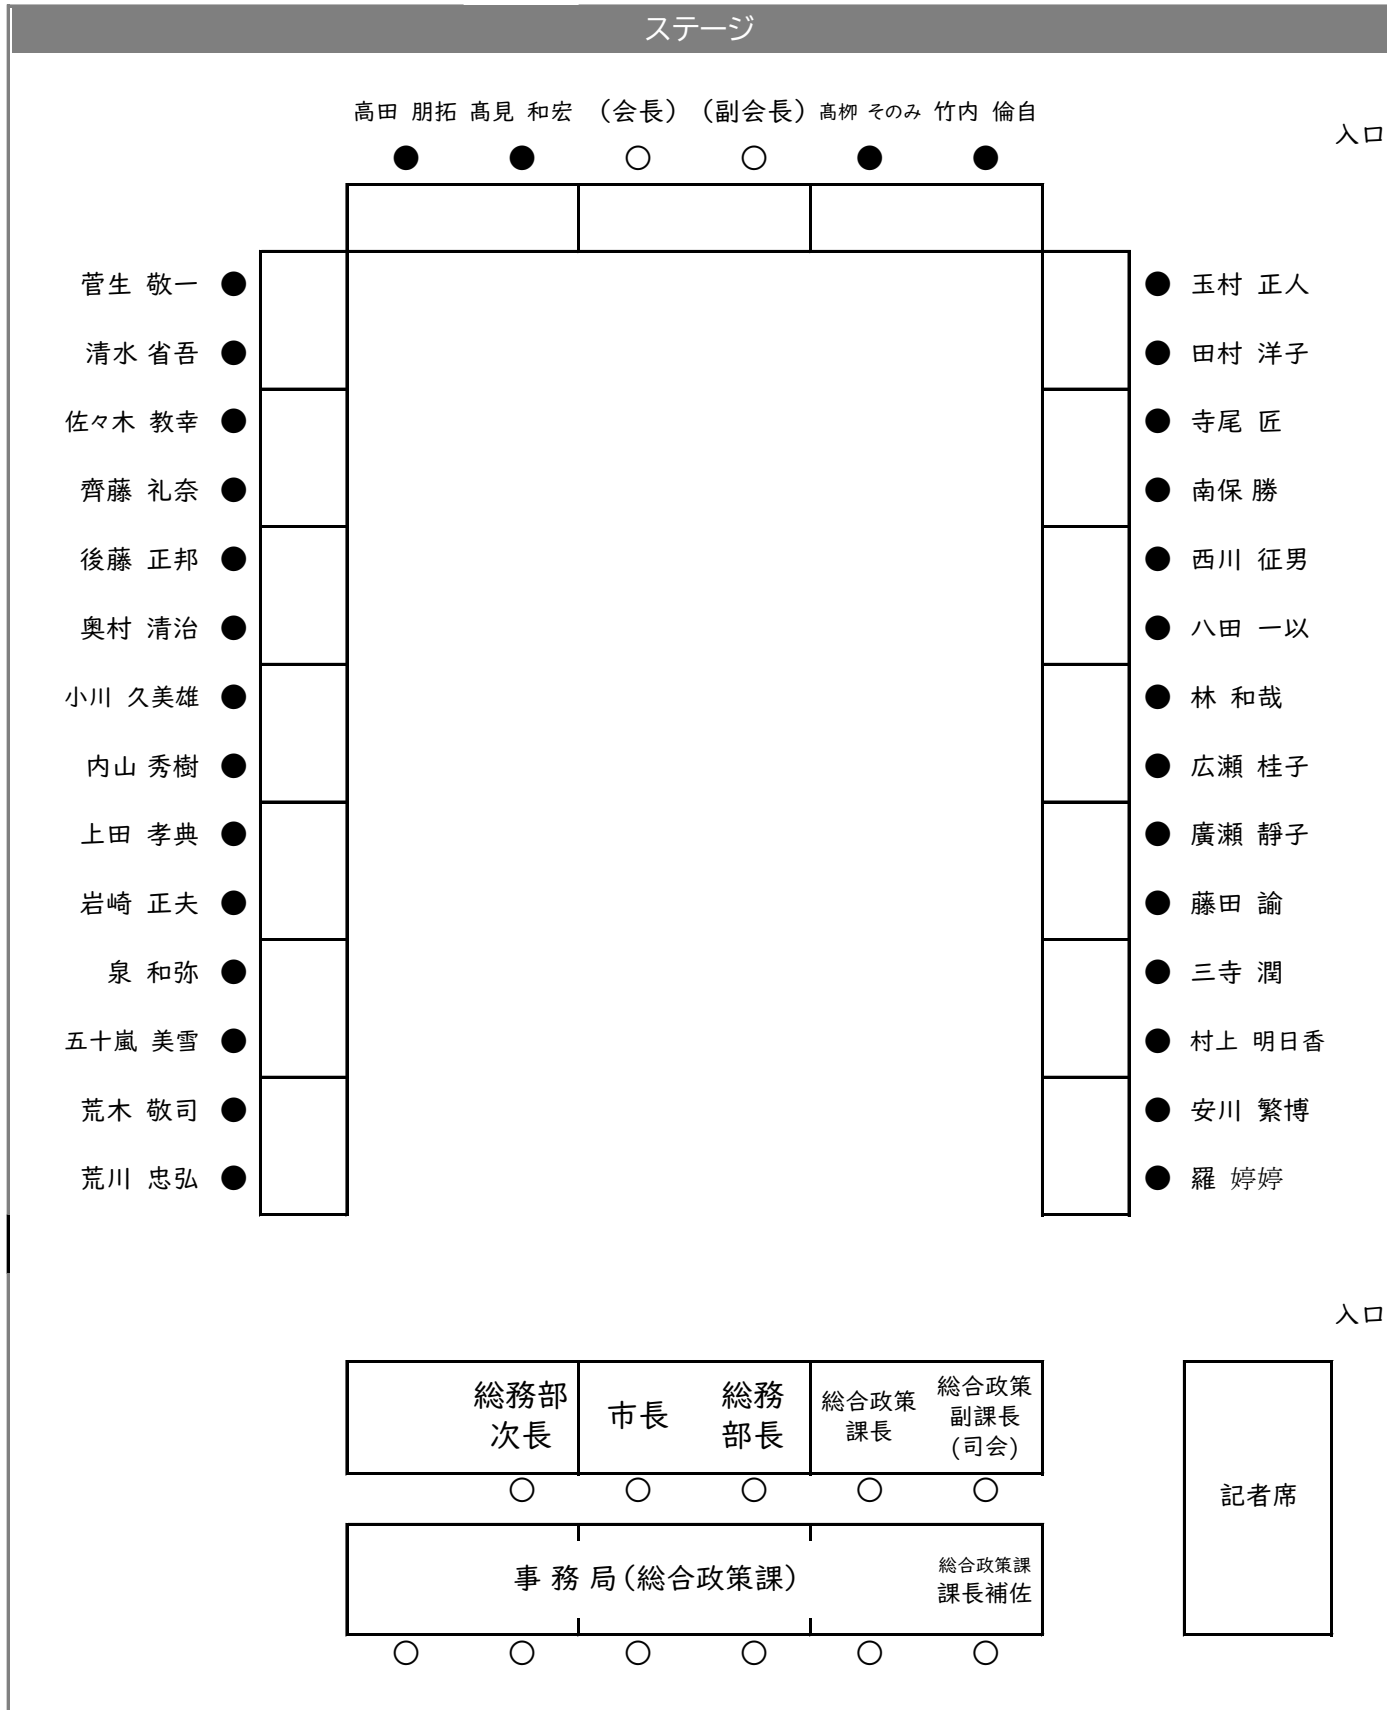 ステージ
高田 朋拓 髙見 和宏 (会長) (副会長) 髙栁 そのみ 竹内 倫自
入口
菅生 敬一
玉村 正人
清水 省吾
田村 洋子
佐々木 教幸
寺尾 匠
齊藤 礼奈
南保 勝
後藤 正邦
西川 征男
奥村 清治
八田 一以
小川 久美雄
林 和哉
内山 秀樹
広瀬 桂子
上田 孝典
廣瀬 靜子
岩崎 正夫
藤田 諭
泉 和弥
三寺 潤
五十嵐 美雪
村上 明日香
荒木 敬司
安川 繁博
荒川 忠弘
羅 婷婷
入口
総務部
次長
市長
総務
部長
総合政策
課長
総合政策
副課長
(司会)
記者席
事務局(総合政策課)
総合政策課
課長補佐